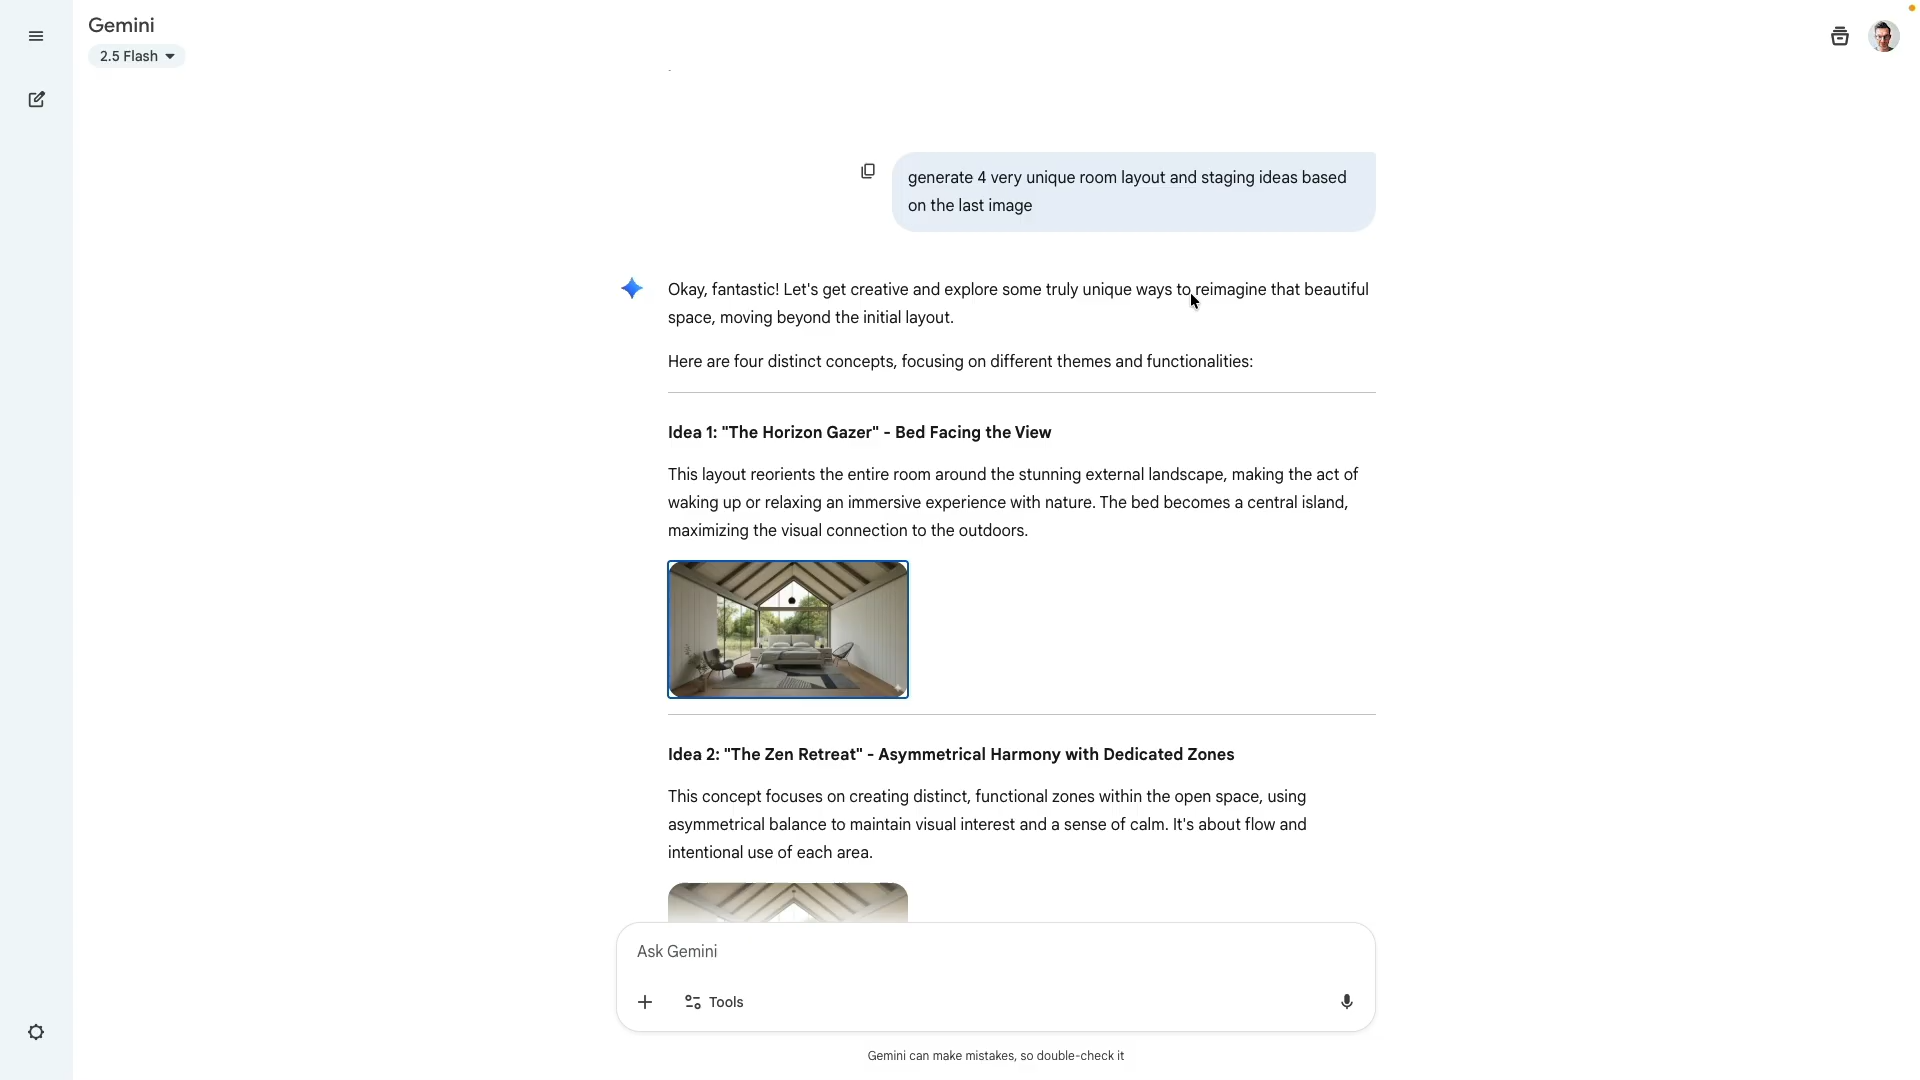 Gemini
2.5 Flash
generate 4 very unique room layout and staging ideas based
on the last image
Okay, fantastic! Let's get creative and explore some truly unique ways to reimagine that beautiful
space, moving beyond the initial layout.
Here are four distinct concepts, focusing on different themes and functionalities:
Idea 1: "The Horizon Gazer" - Bed Facing the View
This layout reorients the entire room around the stunning external landscape, making the act of
waking up or relaxing an immersive experience with nature. The bed becomes a central island,
maximizing the visual connection to the outdoors.
Idea 2: "The Zen Retreat" - Asymmetrical Harmony with Dedicated Zones
This concept focuses on creating distinct, functional zones within the open space, using
asymmetrical balance to maintain visual interest and a sense of calm. It's about flow and
intentional use of each area.
Ask Gemini
Tools
Gemini can make mistakes, so double-check it